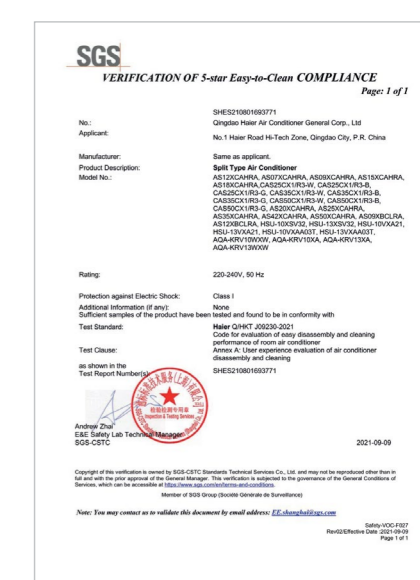 SGS
VERIFICATION OF 5-star Easy-to-Clean COMPLIANCE
Page: 1 of 1
SHES210801693771
No.: Qingdao Haier Air Conditioner General Corp., Ltd
Applicant: No.1 Haier Road Hi-Tech Zone, Qingdao City, P.R. China
Manufacturer: Same as applicant.
Product Description: Split Type Air Conditioner
Model No.: AS12XCAHRA, AS07XCAHRA, AS09XCAHRA, AS15XCAHRA,
AS18XCAHRA,CAS25CX1/R3-W, CAS25CX1/R3-B,
CAS25CX1/R3-G, CAS35CX1/R3-W, CAS35CX1/R3-B,
CAS35CX1/R3-G, CAS50CX1/R3-W, CAS50CX1/R3-B,
CAS50CX1/R3-G, AS20XCAHRA, AS25XCAHRA,
AS35XCAHRA, AS42XCAHRA, AS50XCAHRA, AS09XBCLRA,
AS12XBCLRA, HSU-10XSV32, HSU-13XSV32, HSU-10VXA21,
HSU-13VXA21, HSU-10VXAA03T, HSU-13VXAA03T,
AQA-KRV10WXW, AQA-KRV10XA, AQA-KRV13XA,
AQA-KRV13WXW
Rating: 220-240V, 50 Hz
Protection against Electric Shock: Class I
Additional Information (if any): None
Sufficient samples of the product have been tested and found to be in conformity with
Test Standard: Haier Q/HKT J09230-2021
Code for evaluation of easy disassembly and cleaning
performance of room air conditioner
Test Clause: Annex A: User experience evaluation of air conditioner
disassembly and cleaning
as shown in the
Test Report Number(s) SHES210801693771
检验检测专用章
Inspection & Testing Services
Andrew Zhai
E&E Safety Lab Technical Manager
SGS-CSTC 2021-09-09
Copyright of this verification is owned by SGS-CSTC Standards Technical Services Co., Ltd. and may not be reproduced other than in
full and with the prior approval of the General Manager. This verification is subjected to the governance of the General Conditions of
Services, which can be accessible at https://www.sgs.com/en/terms-and-conditions.
Member of SGS Group (Société Générale de Surveillance)
Note: You may contact us to validate this document by email address: EE.shanghai@sgs.com
Safety-VOC-F027
Rev02/Effective Date :2021-09-09
Page 1 of 1